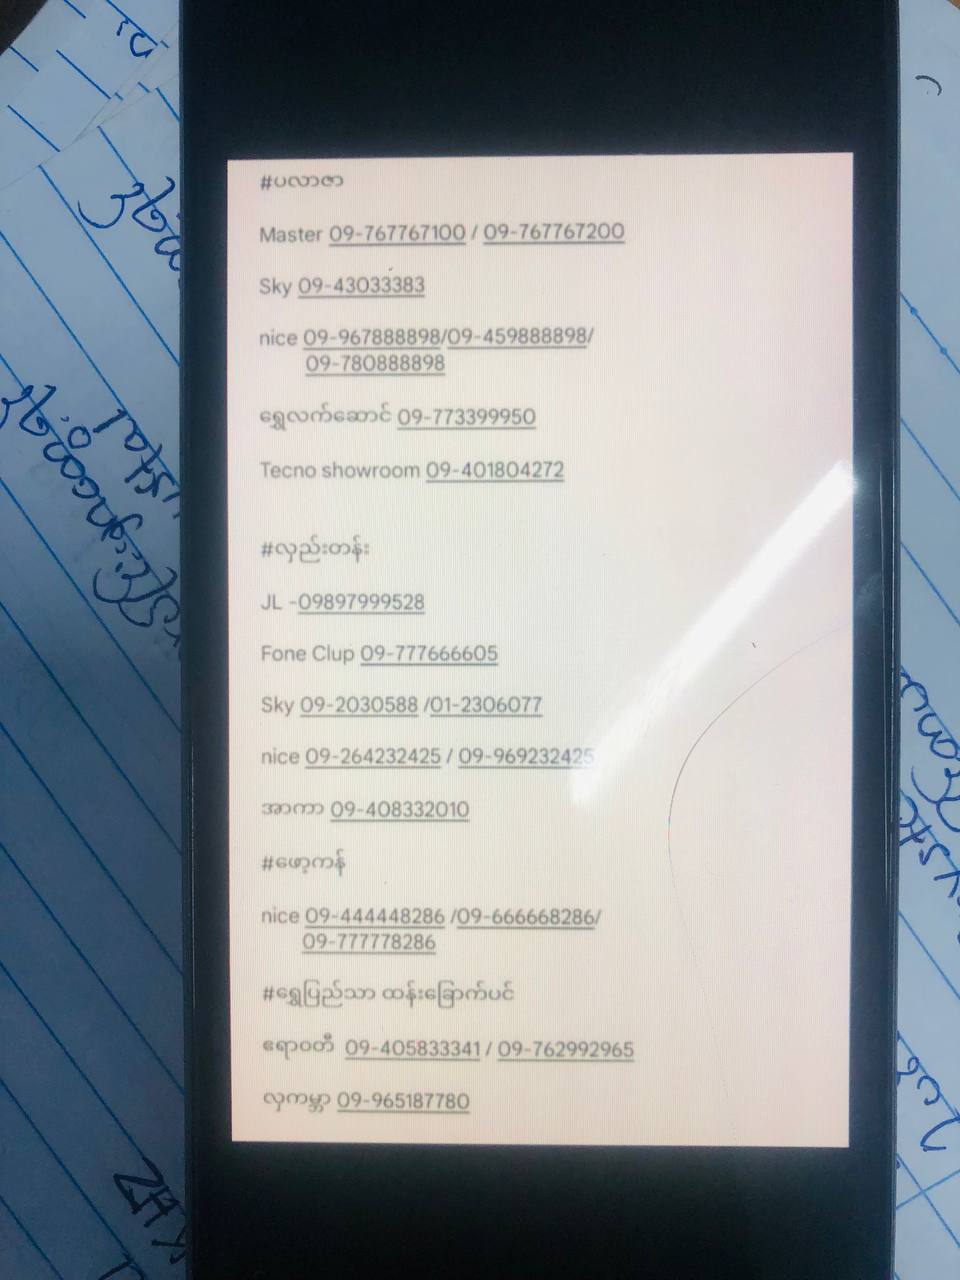 #ပလာဇာ
Master 09-767767100 / 09-767767200
Sky 09-43033383
nice 09-967888898/09-459888898/
09-780888898
ရွှေလက်ဆောင် 09-773399950
Tecno showroom 09-401804272
#လှည်းတန်း
JL -09897999528
Fone Clup 09-777666605
Sky 09-2030588 /01-2306077
nice 09-264232425 / 09-969232425
အာကာ 09-408332010
#ဖော့ကန်
nice 09-444448286 /09-666668286/
09-777778286
#ရွှေပြည်သာ ထန်းခြောက်ပင်
ဧရာဝတီ 09-405833341 / 09-762992965
လှကမ္ဘာ 09-965187780